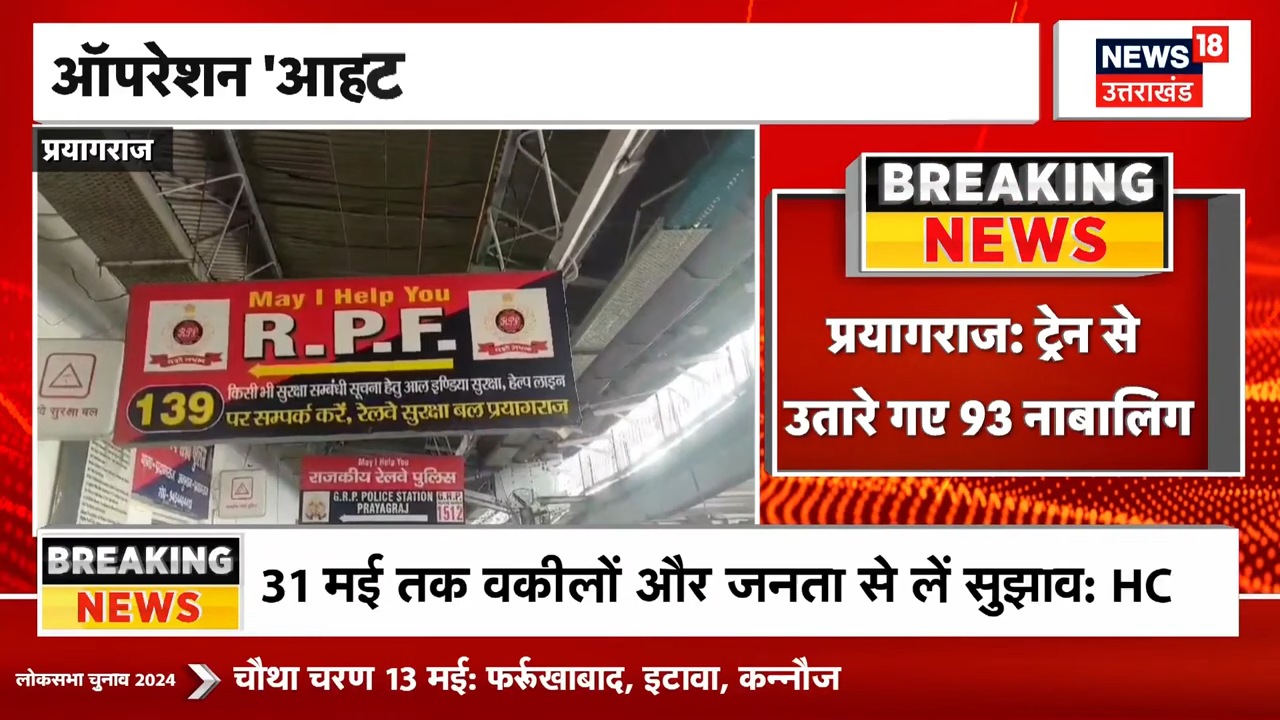 ऑपरेशन 'आहट
NEWS 18
उत्तराखंड
प्रयागराज
BREAKING
NEWS
प्रयागराज: ट्रेन से
उतारे गए 93 नाबालिग
May I Help You
R.P.F.
139
किसी भी सुरक्षा सम्बंधी सूचना हेतु आल इण्डिया सुरक्षा, हेल्प लाइन
पर सम्पर्क करें, रेलवे सुरक्षा बल प्रयागराज
सुरक्षा बल
May I Help You
राजकीय रेलवे पुलिस
G.R.P. POLICE STATION
PRAYAGRAJ
G.R.P.
1512
BREAKING
NEWS
31 मई तक वकीलों और जनता से लें सुझाव: HC
लोकसभा चुनाव 2024
चौथा चरण 13 मई: फर्रूखाबाद, इटावा, कन्नौज